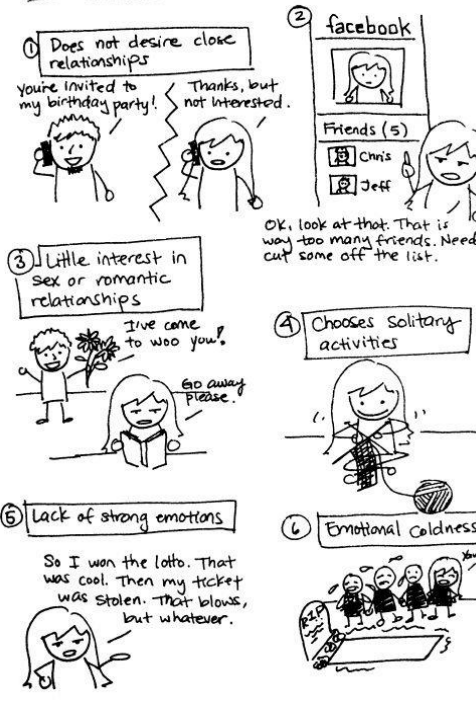 ① Does not desire close
relationships
you're invited to
my birthday party!
Thanks, but
not interested.
②
facebook
Friends (5)
Chris
Jeff
OK, look at that. That is
way too many friends. Need
cut some off the list.
③ Little interest in
sex or romantic
relationships
I've come
to woo you!
Go away
please.
④ Chooses solitary
activities
⑤ Lack of strong emotions
So I won the lotto. That
was cool. Then my ticket
was stolen. That blows,
but whatever.
⑥ Emotional Coldness
RIP